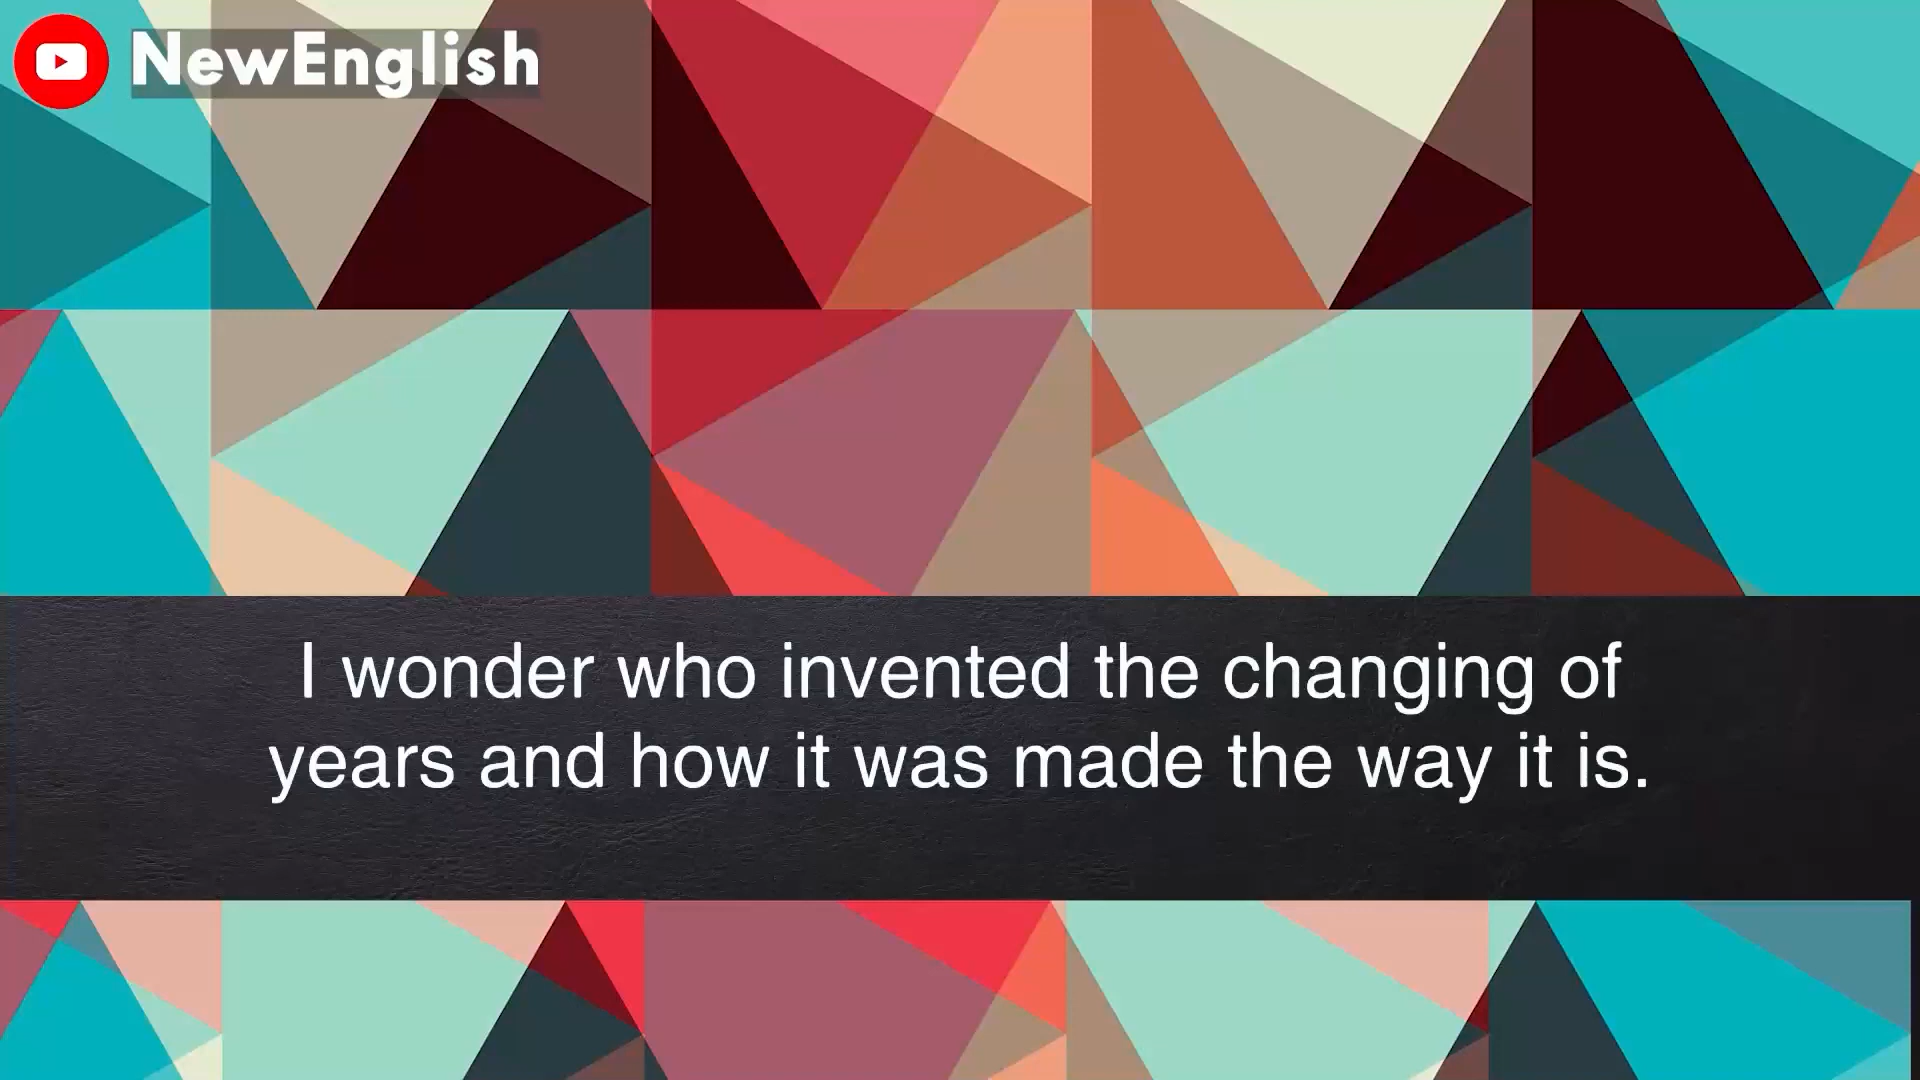 NewEnglish
I wonder who invented the changing of
years and how it was made the way it is.